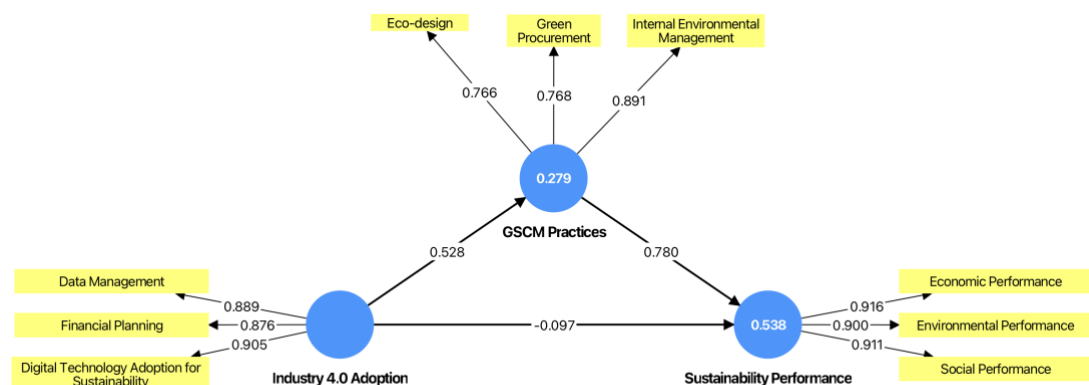 Eco-design
Green
Procurement
Internal Environmental
Management
0.766
0.768
0.891
0.279
GSCM Practices
0.528
0.780
Data Management
Financial Planning
Digital Technology Adoption for
Sustainability
0.889
0.876
0.905
Industry 4.0 Adoption
-0.097
0.538
Sustainability Performance
0.916
0.900
0.911
Economic Performance
Environmental Performance
Social Performance